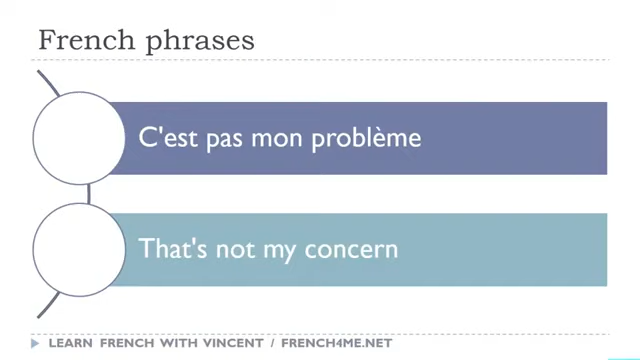 French phrases
C'est pas mon problème
That's not my concern
LEARN FRENCH WITH VINCENT / FRENCH4ME.NET